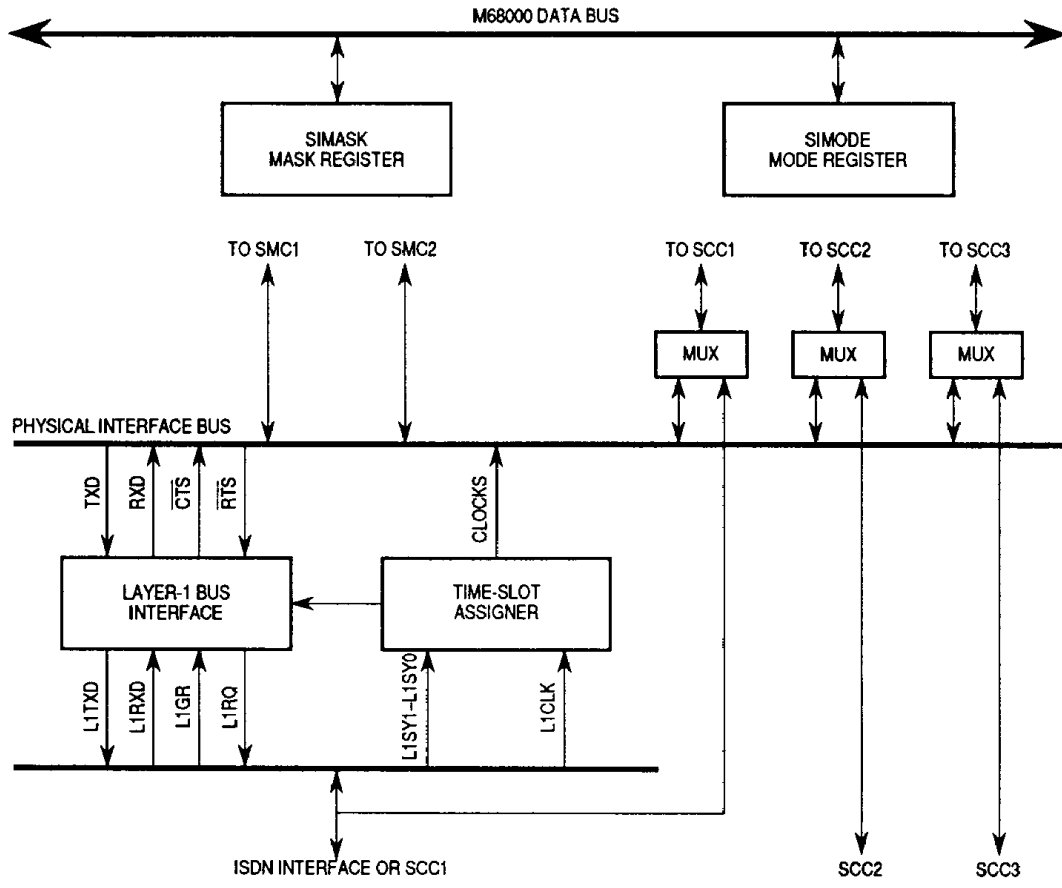 M68000 DATA BUS
SIMASK
MASK REGISTER
SIMODE
MODE REGISTER
TO SMC1
TO SMC2
TO SCC1
TO SCC2
TO SCC3
MUX
MUX
MUX
PHYSICAL INTERFACE BUS
TXD
RXD
C̅T̅S̅
R̅T̅S̅
CLOCKS
LAYER-1 BUS
INTERFACE
TIME-SLOT
ASSIGNER
L1TXD
L1RXD
L1GR
L1RQ
L1SY1–L1SY0
L1CLK
ISDN INTERFACE OR SCC1
SCC2
SCC3